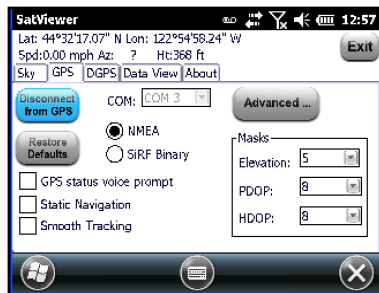 SatViewer 12:57
Lat: 44°32'17.07" N Lon: 122°54'58.24" W
Spd:0.00 mph Az: ? Ht:368 ft
Exit
Sky GPS DGPS Data View About
Disconnect from GPS
COM: COM 3
Advanced ...
Restore Defaults
NMEA
SiRF Binary
Masks
Elevation: 5
PDOP: 8
HDOP: 8
GPS status voice prompt
Static Navigation
Smooth Tracking